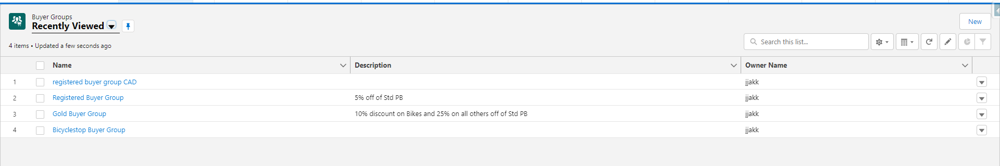 Buyer Groups
Recently Viewed
New
4 items • Updated a few seconds ago
Search this list...
Name Description Owner Name
1 registered buyer group CAD jjakk
2 Registered Buyer Group 5% off of Std PB jjakk
3 Gold Buyer Group 10% discount on Bikes and 25% on all others off of Std PB jjakk
4 Bicyclestop Buyer Group jjakk